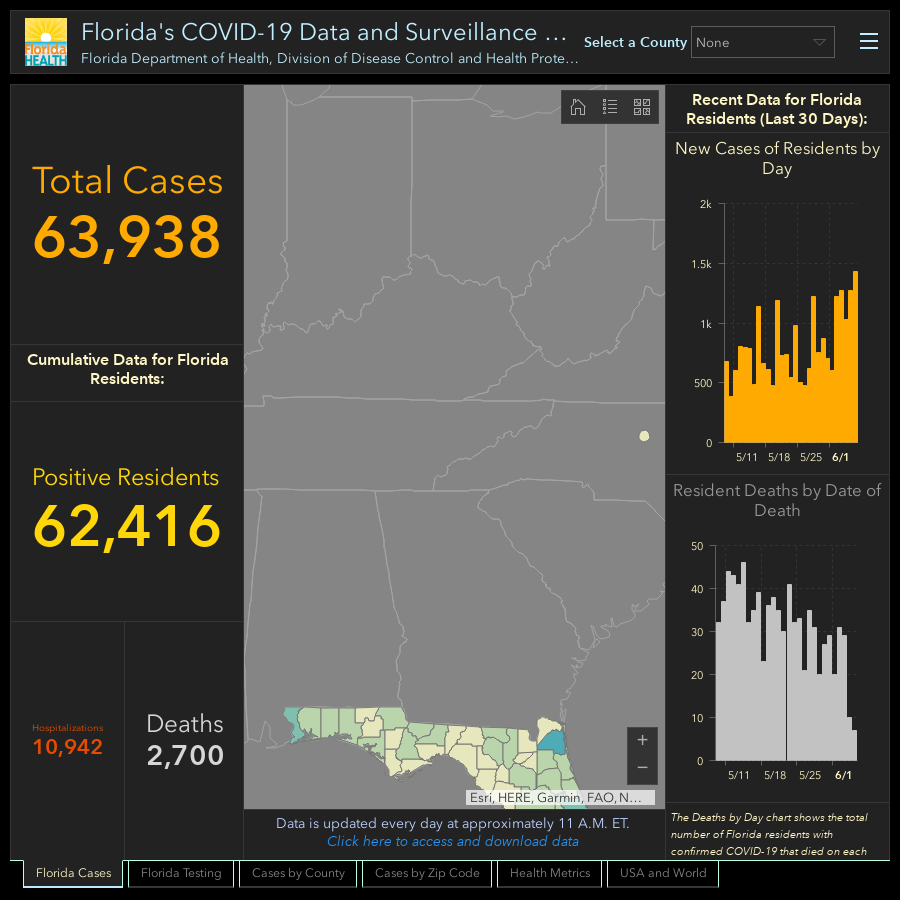 Florida's COVID-19 Data and Surveillance ...
Florida Department of Health, Division of Disease Control and Health Prote...
Florida
HEALTH
Select a County
None
Total Cases
63,938
Cumulative Data for Florida
Residents:
Positive Residents
62,416
Hospitalizations
10,942
Deaths
2,700
Esri, HERE, Garmin, FAO, N...
Data is updated every day at approximately 11 A.M. ET.
Click here to access and download data
Recent Data for Florida
Residents (Last 30 Days):
New Cases of Residents by
Day
2k
1.5k
1k
500
0
5/11 5/18 5/25 6/1
Resident Deaths by Date of
Death
50
40
30
20
10
0
5/11 5/18 5/25 6/1
The Deaths by Day chart shows the total
number of Florida residents with
confirmed COVID-19 that died on each
Florida Cases
Florida Testing
Cases by County
Cases by Zip Code
Health Metrics
USA and World